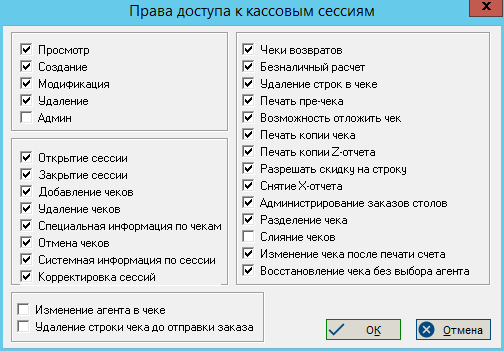 Права доступа к кассовым сессиям
x
Просмотр
Создание
Модификация
Удаление
Админ
Открытие сессии
Закрытие сессии
Добавление чеков
Удаление чеков
Специальная информация по чекам
Отмена чеков
Системная информация по сессии
Корректировка сессий
Чеки возвратов
Безналичный расчет
Удаление строк в чеке
Печать пре-чека
Возможность отложить чек
Печать копии чека
Печать копии Z-отчета
Разрешать скидку на строку
Снятие X-отчета
Администрирование заказов столов
Разделение чека
Слияние чеков
Изменение чека после печати счета
Восстановление чека без выбора агента
Изменение агента в чеке
Удаление строки чека до отправки заказа
OK
Отмена